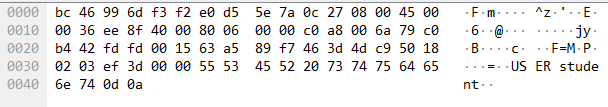 0000 bc 46 99 6d f3 f2 e0 d5 5e 7a 0c 27 08 00 45 00 ·F·m···· ^z·'··E·
0010 00 36 ee 8f 40 00 80 06 00 00 c0 a8 00 6a 79 c0 ·6··@··· ·····jy·
0020 b4 42 fd fd 00 15 63 a5 89 f7 46 3d 4d c9 50 18 ·B····c· ··F=M·P·
0030 02 03 ef 3d 00 00 55 53 45 52 20 73 74 75 64 65 ···=··US ER stude
0040 6e 74 0d 0a nt··